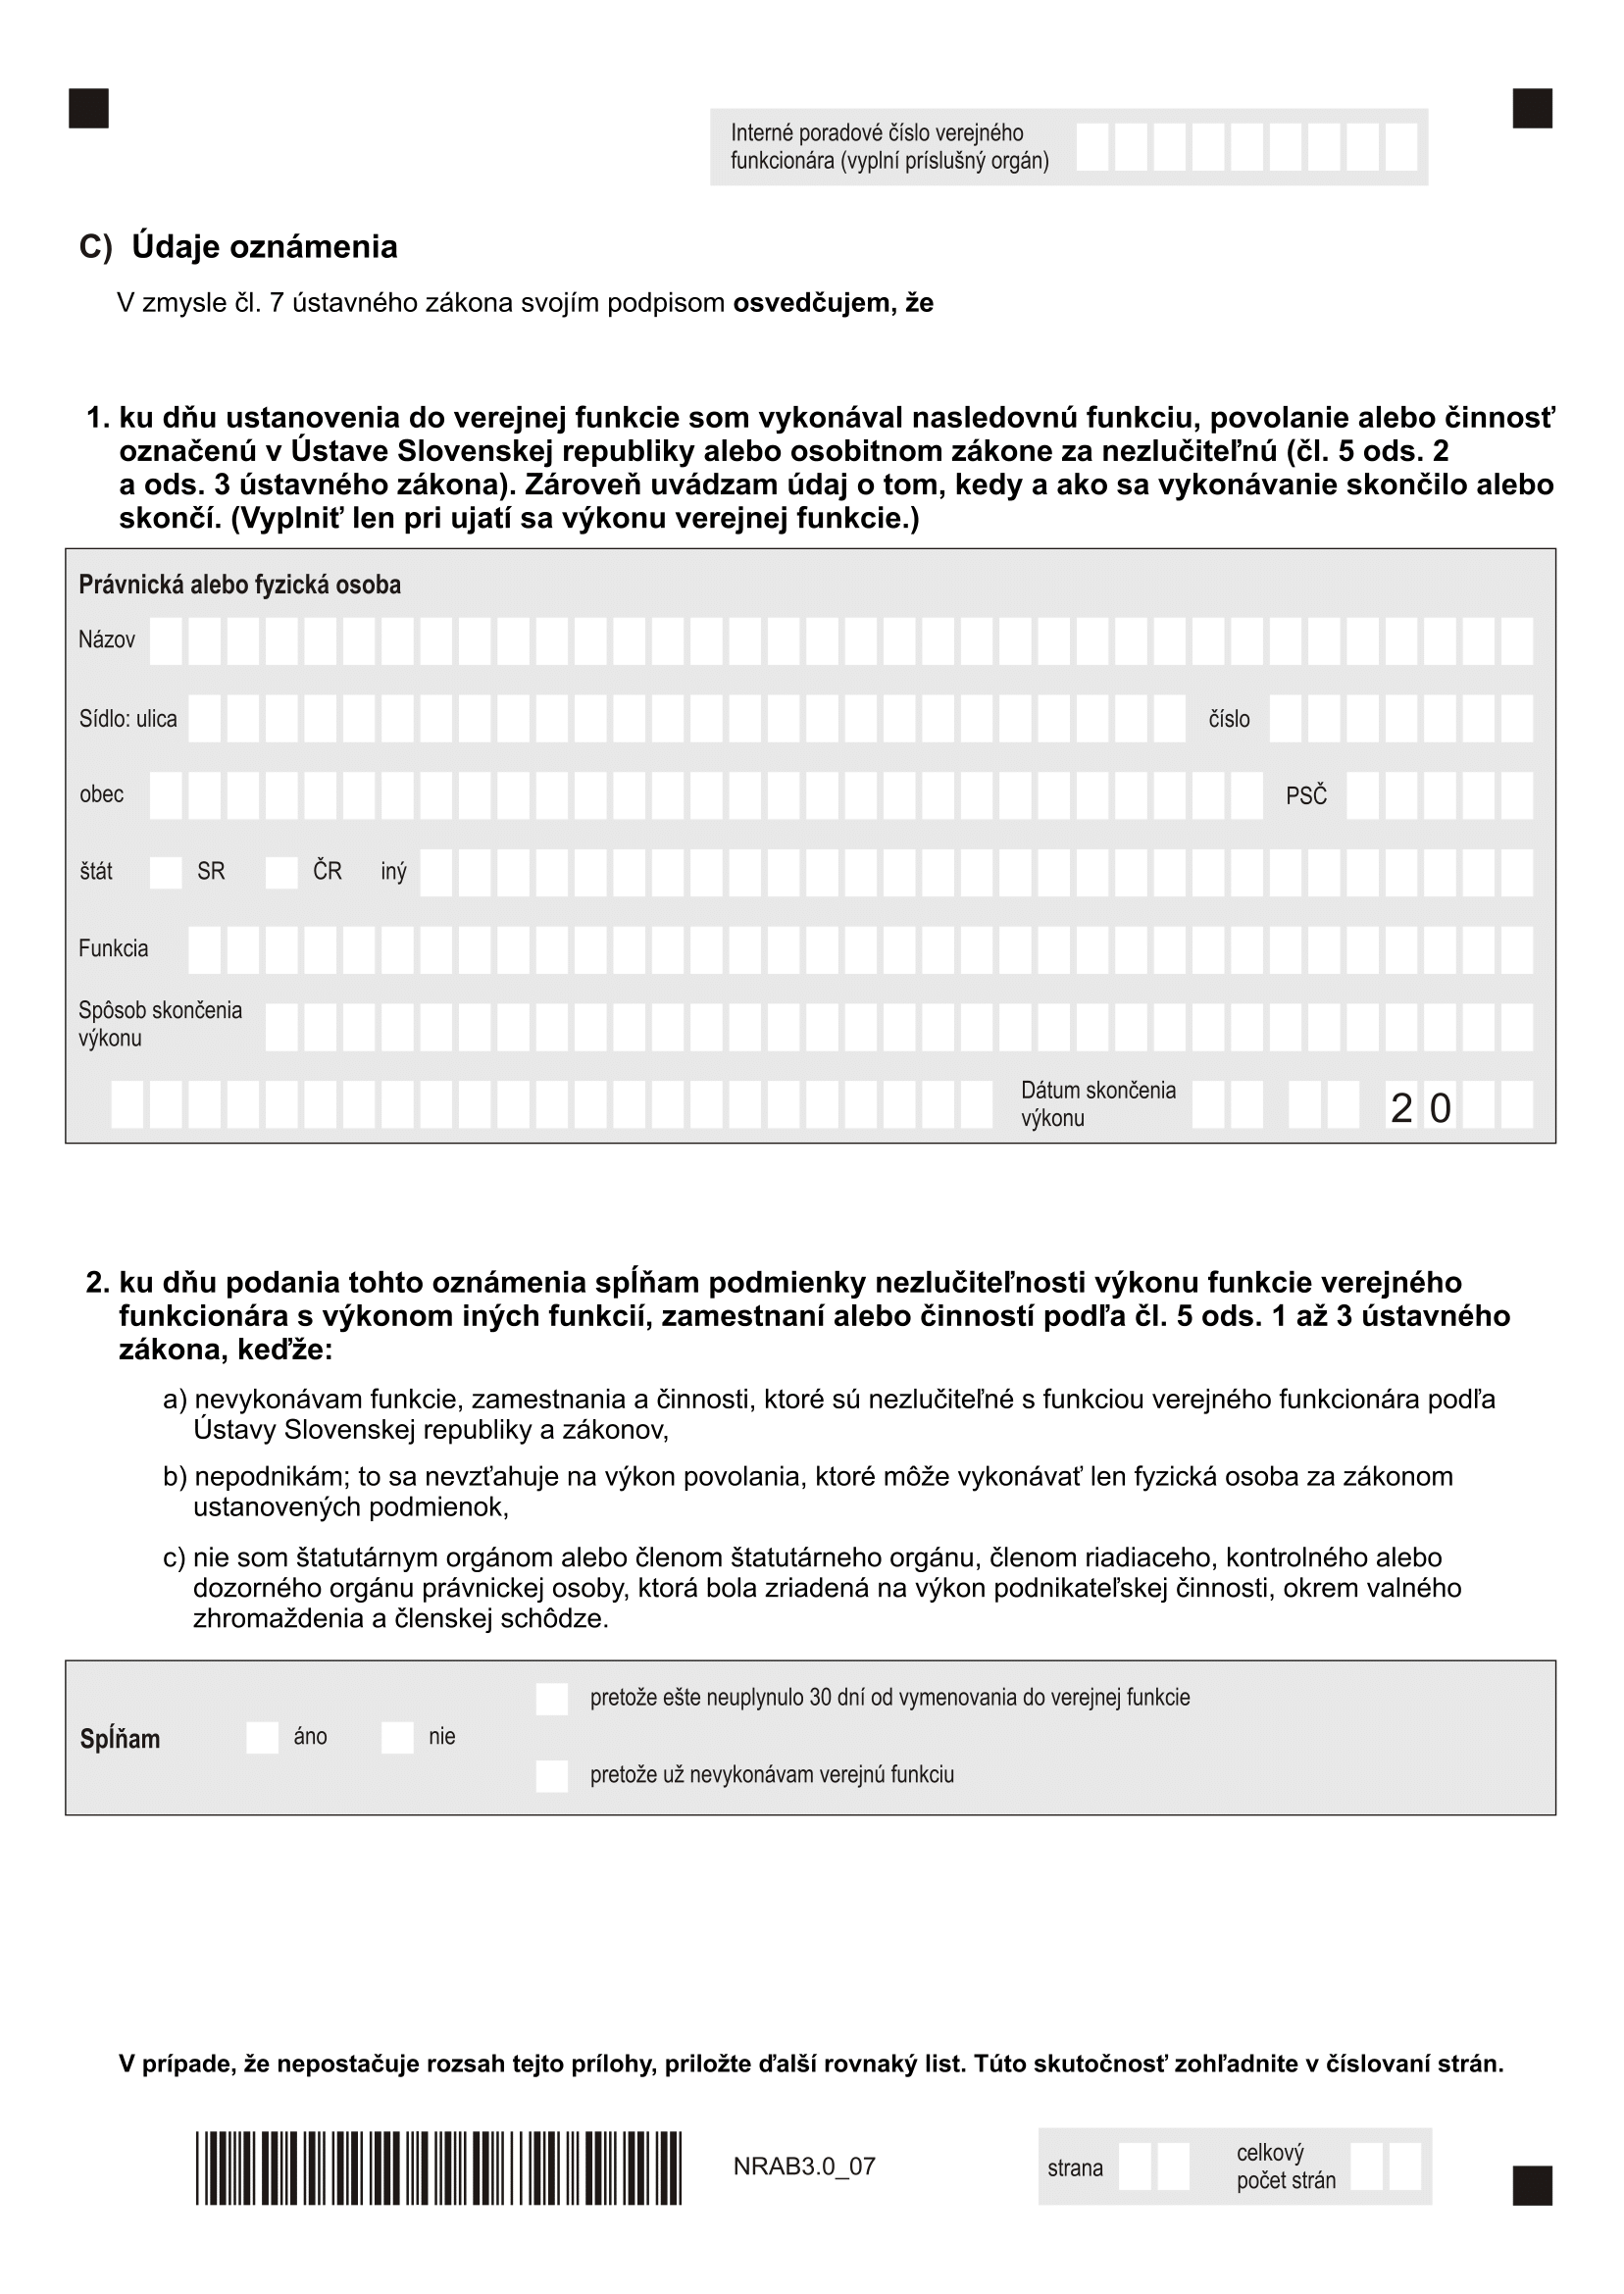 Interné poradové číslo verejného
funkcionára (vyplní príslušný orgán)
C) Údaje oznámenia
V zmysle čl. 7 ústavného zákona svojím podpisom osvedčujem, že
1. ku dňu ustanovenia do verejnej funkcie som vykonával nasledovnú funkciu, povolanie alebo činnosť
označenú v Ústave Slovenskej republiky alebo osobitnom zákone za nezlučiteľnú (čl. 5 ods. 2
a ods. 3 ústavného zákona). Zároveň uvádzam údaj o tom, kedy a ako sa vykonávanie skončilo alebo
skončí. (Vyplniť len pri ujatí sa výkonu verejnej funkcie.)
Právnická alebo fyzická osoba
Názov
Sídlo: ulica číslo
obec PSČ
štát SR ČR iný
Funkcia
Spôsob skončenia
výkonu
Dátum skončenia
výkonu 2 0
2. ku dňu podania tohto oznámenia spĺňam podmienky nezlučiteľnosti výkonu funkcie verejného
funkcionára s výkonom iných funkcií, zamestnaní alebo činností podľa čl. 5 ods. 1 až 3 ústavného
zákona, keďže:
a) nevykonávam funkcie, zamestnania a činnosti, ktoré sú nezlučiteľné s funkciou verejného funkcionára podľa
Ústavy Slovenskej republiky a zákonov,
b) nepodnikám; to sa nevzťahuje na výkon povolania, ktoré môže vykonávať len fyzická osoba za zákonom
ustanovených podmienok,
c) nie som štatutárnym orgánom alebo členom štatutárneho orgánu, členom riadiaceho, kontrolného alebo
dozorného orgánu právnickej osoby, ktorá bola zriadená na výkon podnikateľskej činnosti, okrem valného
zhromaždenia a členskej schôdze.
pretože ešte neuplynulo 30 dní od vymenovania do verejnej funkcie
Spĺňam áno nie
pretože už nevykonávam verejnú funkciu
V prípade, že nepostačuje rozsah tejto prílohy, priložte ďalší rovnaký list. Túto skutočnosť zohľadnite v číslovaní strán.
NRAB3.0_07
strana
celkový
počet strán